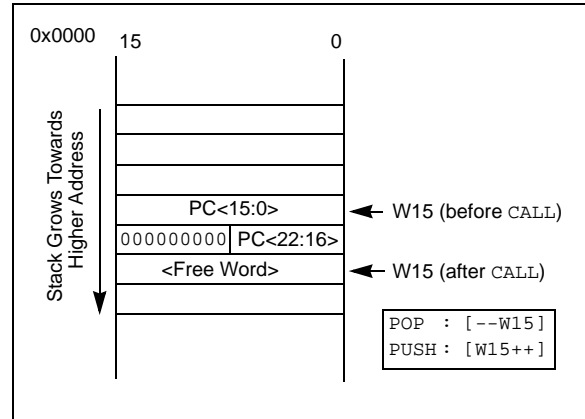 0x0000
15 0
Stack Grows Towards
Higher Address
PC<15:0>
W15 (before CALL)
000000000 PC<22:16>
<Free Word>
W15 (after CALL)
POP : [--W15]
PUSH : [W15++]